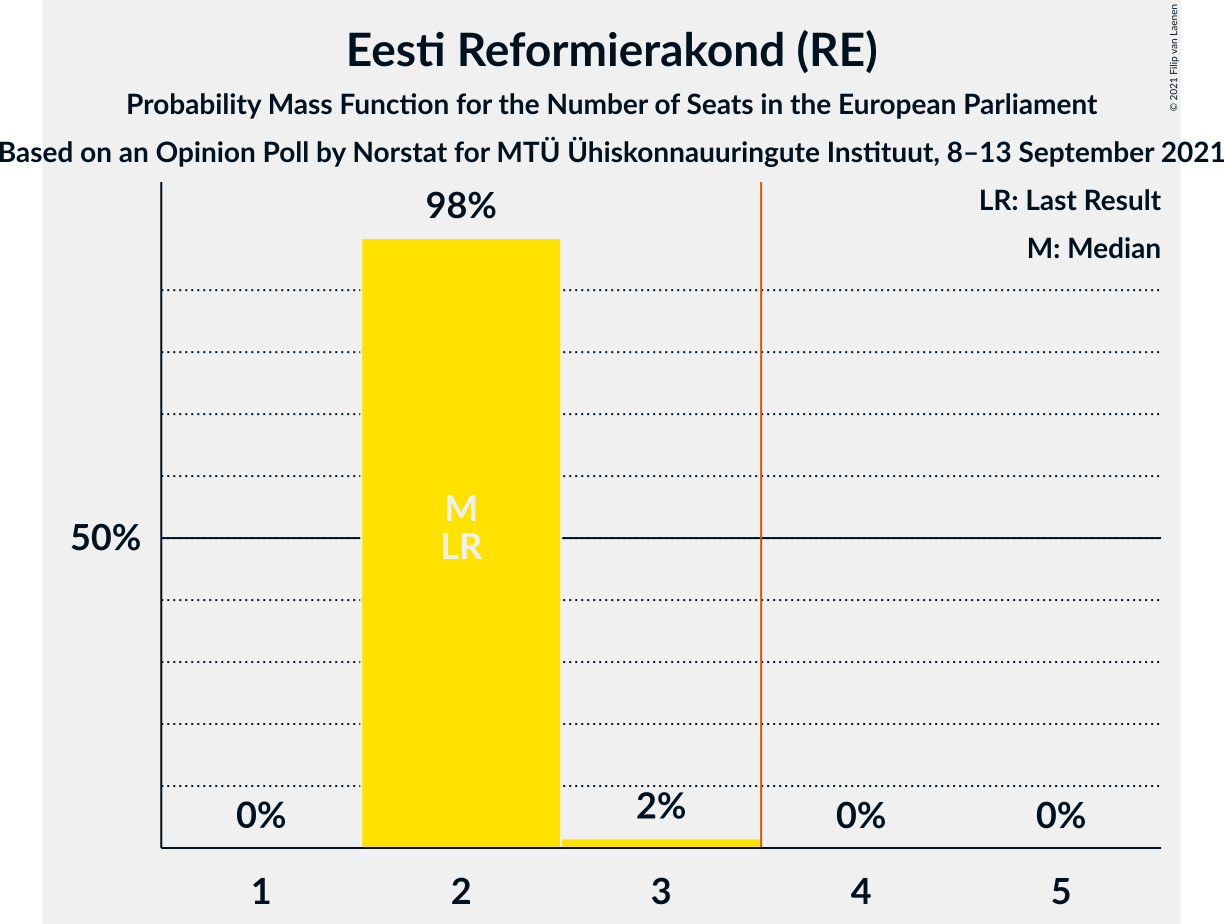 Eesti Reformierakond (RE)
Probability Mass Function for the Number of Seats in the European Parliament
Based on an Opinion Poll by Norstat for MTÜ Ühiskonnauuringute Instituut, 8–13 September 2021
© 2021 Filip van Laenen
LR: Last Result
M: Median
98%
M
LR
50%
0%
2%
0%
0%
1
2
3
4
5